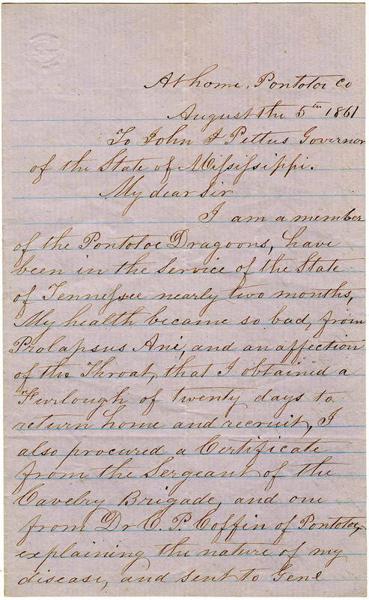 At home, Pontotoc Co
August the 5th 1861
To John J Pettus Governor
of the State of Missisippi.
My dear Sir
I am a member
of the Pontotoc Dragoons, have
been in the Service of the State
of Tennessee nearly two months,
My health became so bad, from
Prolapsus Ani, and an affection
of the Throat, that I obtained a
Furlough of twenty days to
return home and recruit, I
also procured a Certificate
from the Sergeant of the
Cavelry Brigade, and one
from Dr C. P. Coffin of Pontotoc,
explaining the nature of my
disease, and sent to Genl